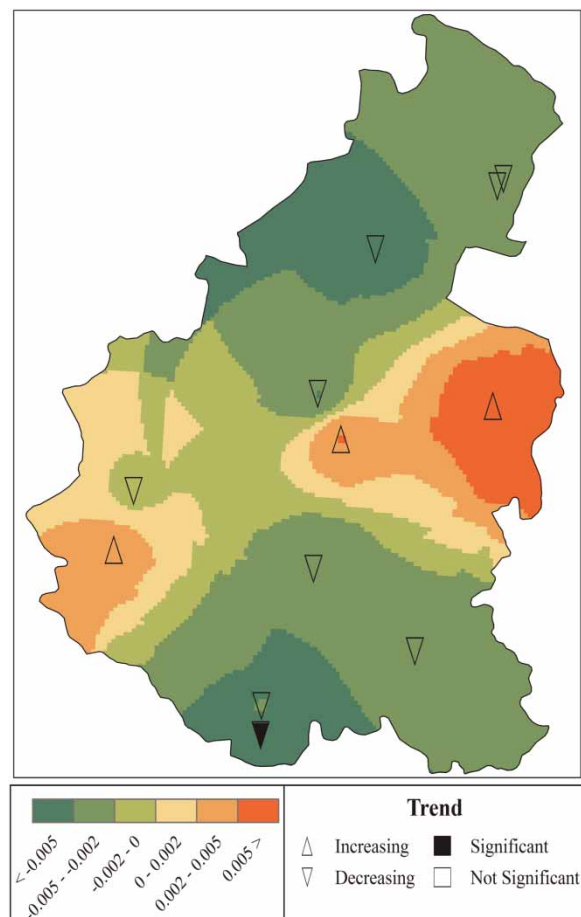 < -0.005
-0.005 - -0.002
-0.002 - 0
0 - 0.002
0.002 - 0.005
0.005 >
Trend
Increasing
Significant
Decreasing
Not Significant